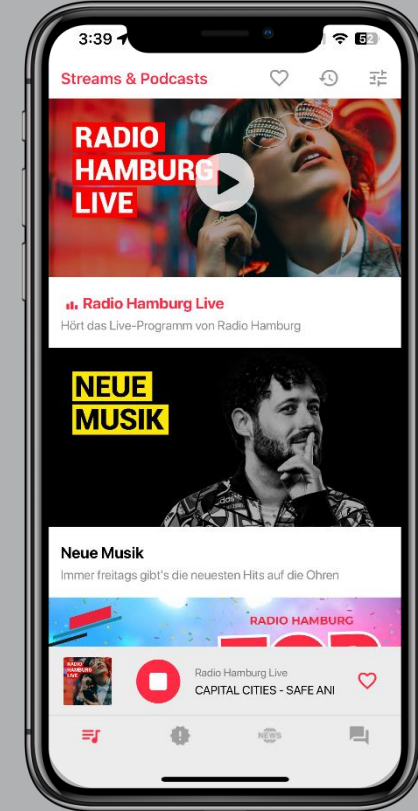 3:39
52
Streams & Podcasts
RADIO
HAMBURG
LIVE
Radio Hamburg Live
Hört das Live-Programm von Radio Hamburg
NEUE
MUSIK
Neue Musik
Immer freitags gibt's die neuesten Hits auf die Ohren
RADIO HAMBURG
TOP
RADIO
HAMBURG
LIVE
Radio Hamburg Live
CAPITAL CITIES - SAFE ANI
NEWS